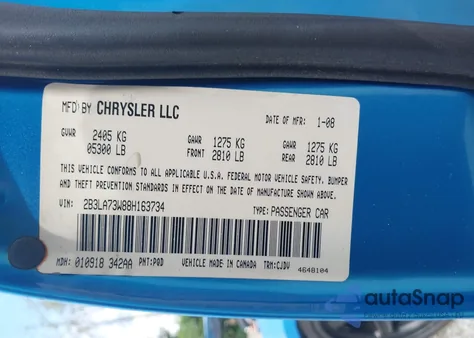 MFD BY CHRYSLER LLC DATE OF MFR: 1-08
GVWR 2405 KG GAWR 1275 KG GAWR 1275 KG
05300 LB FRONT 2810 LB REAR 2810 LB
THIS VEHICLE CONFORMS TO ALL APPLICABLE U.S.A. FEDERAL MOTOR VEHICLE SAFETY, BUMPER
AND THEFT PREVENTION STANDARDS IN EFFECT ON THE DATE OF MANUFACTURE SHOWN ABOVE.
VIN: 2B3LA73W88H163734 TYPE: PASSENGER CAR
MDH: 010918 342AA PNT: PRD VEHICLE MADE IN CANADA TRM: CJDV 4648104
autoSnap